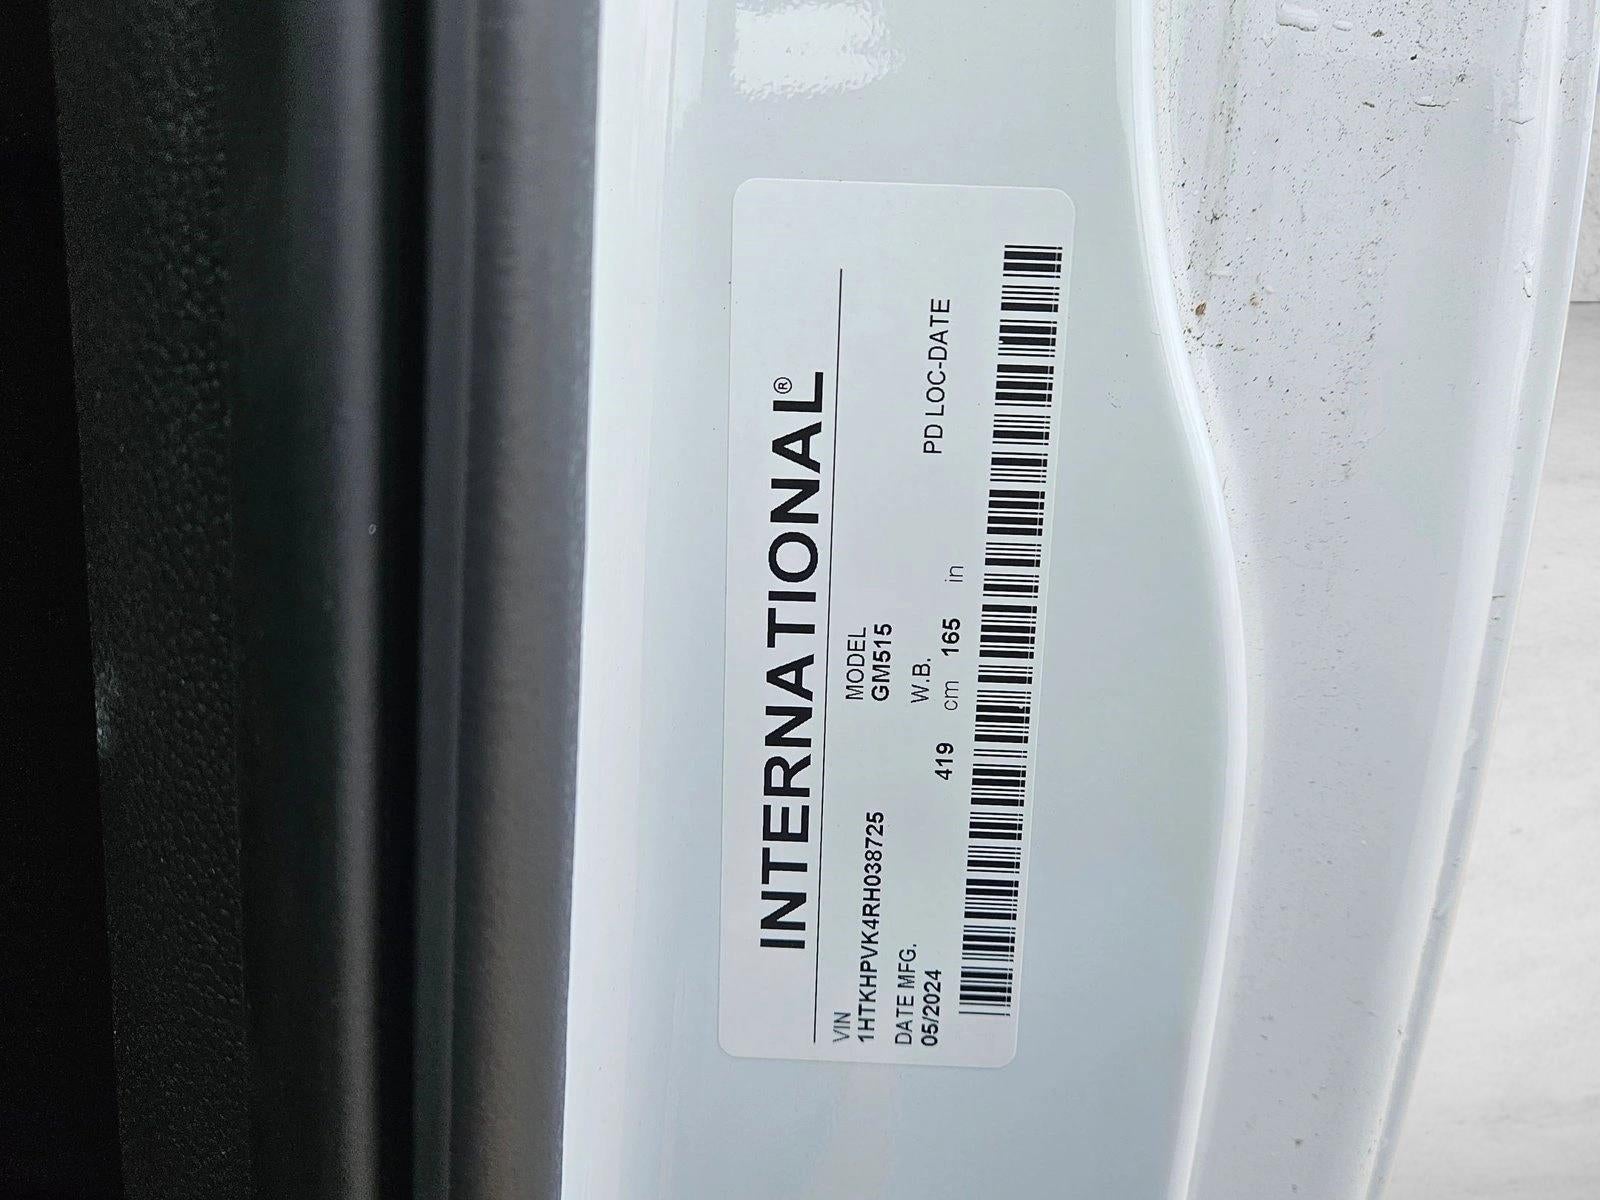 INTERNATIONAL®
VIN
1HTKHPVK4RH038725
MODEL
GM515
DATE MFG.
05/2024
W.B.
419 cm 165 in
PD LOC-DATE